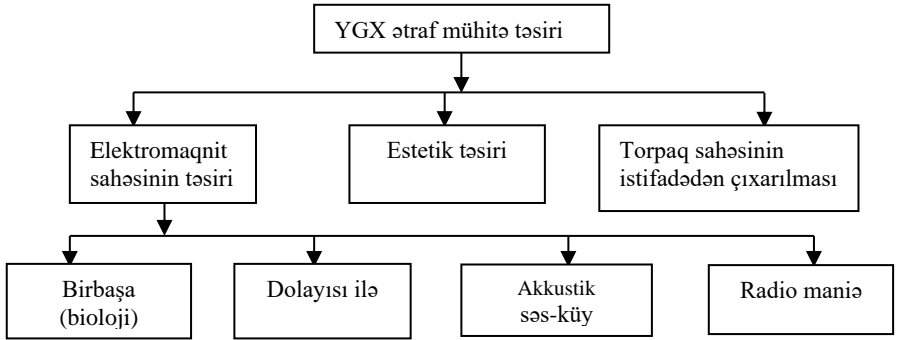 YGX ətraf mühitə təsiri
Elektromaqnit
sahəsinin təsiri
Estetik təsiri
Torpaq sahəsinin
istifadədən çıxarılması
Birbaşa
(bioloji)
Dolayısı ilə
Akkustik
səs-küy
Radio maniə